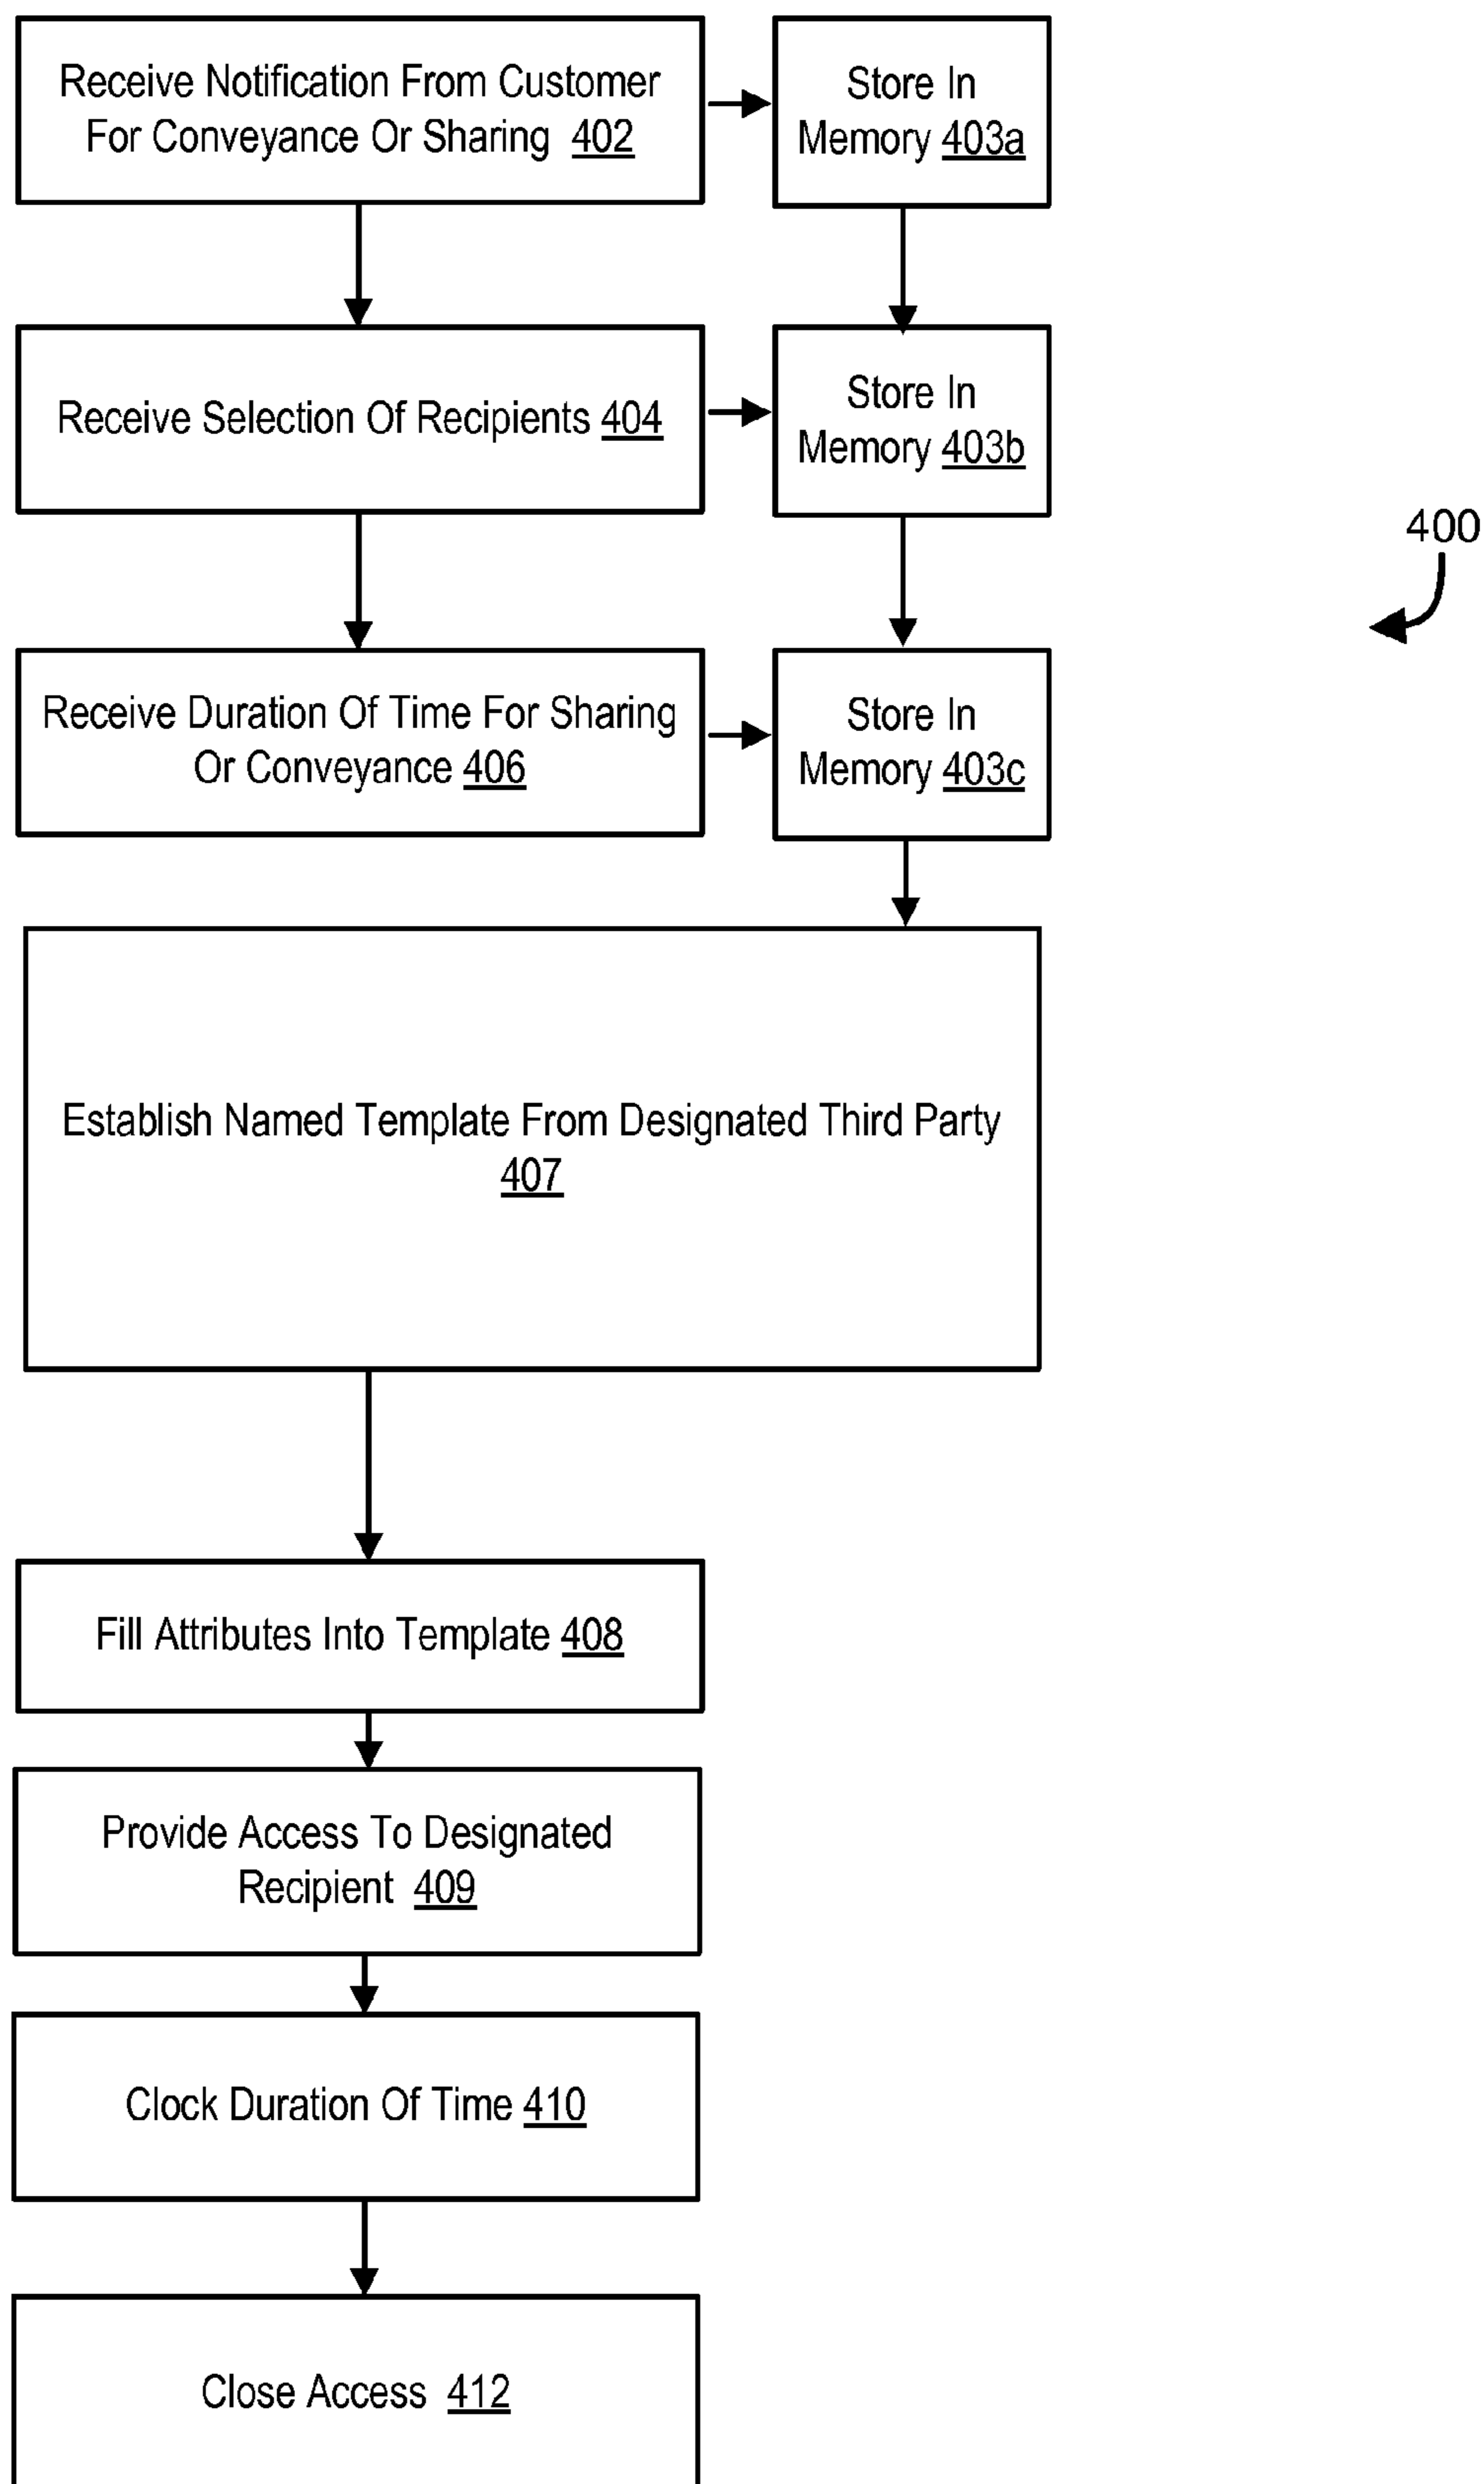 Receive Notification From Customer
For Conveyance Or Sharing 402
Store In
Memory 403a
Receive Selection Of Recipients 404
Store In
Memory 403b
400
Receive Duration Of Time For Sharing
Or Conveyance 406
Store In
Memory 403c
Establish Named Template From Designated Third Party
407
Fill Attributes Into Template 408
Provide Access To Designated
Recipient 409
Clock Duration Of Time 410
Close Access 412